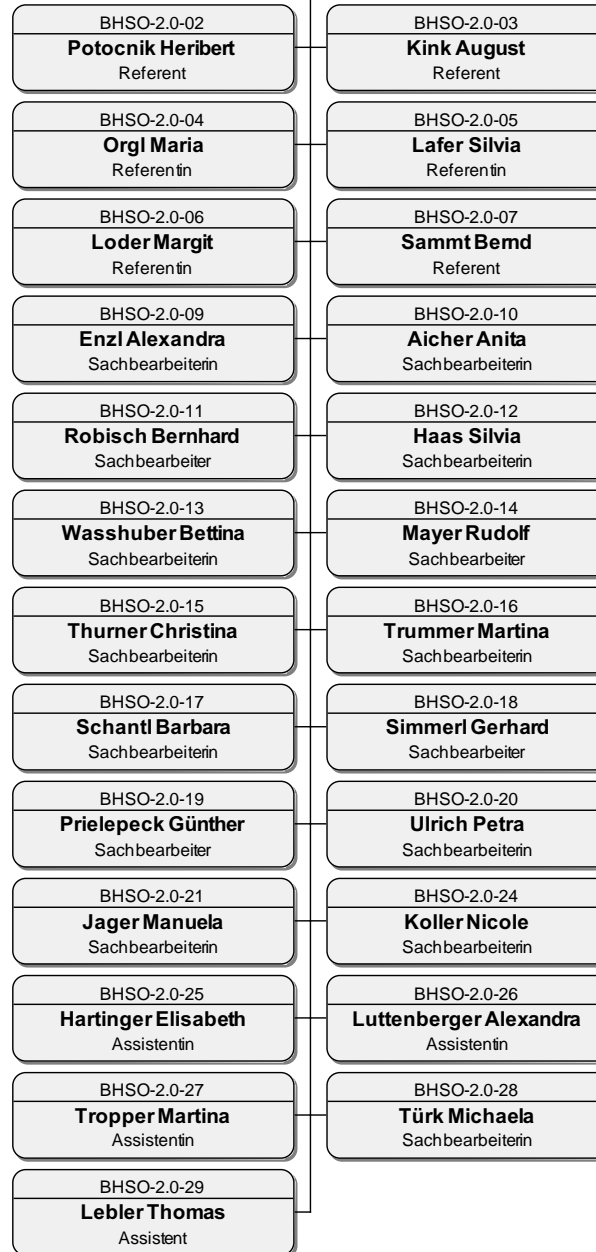 BHSO-2.0-02
Potocnik Heribert
Referent
BHSO-2.0-03
Kink August
Referent
BHSO-2.0-04
Orgl Maria
Referentin
BHSO-2.0-05
Lafer Silvia
Referentin
BHSO-2.0-06
Loder Margit
Referentin
BHSO-2.0-07
Sammt Bernd
Referent
BHSO-2.0-09
Enzl Alexandra
Sachbearbeiterin
BHSO-2.0-10
Aicher Anita
Sachbearbeiterin
BHSO-2.0-11
Robisch Bernhard
Sachbearbeiter
BHSO-2.0-12
Haas Silvia
Sachbearbeiterin
BHSO-2.0-13
Wasshuber Bettina
Sachbearbeiterin
BHSO-2.0-14
Mayer Rudolf
Sachbearbeiter
BHSO-2.0-15
Thurner Christina
Sachbearbeiterin
BHSO-2.0-16
Trummer Martina
Sachbearbeiterin
BHSO-2.0-17
Schantl Barbara
Sachbearbeiterin
BHSO-2.0-18
Simmerl Gerhard
Sachbearbeiter
BHSO-2.0-19
Prielepeck Günther
Sachbearbeiter
BHSO-2.0-20
Ulrich Petra
Sachbearbeiterin
BHSO-2.0-21
Jager Manuela
Sachbearbeiterin
BHSO-2.0-24
Koller Nicole
Sachbearbeiterin
BHSO-2.0-25
Hartinger Elisabeth
Assistentin
BHSO-2.0-26
Luttenberger Alexandra
Assistentin
BHSO-2.0-27
Tropper Martina
Assistentin
BHSO-2.0-28
Türk Michaela
Sachbearbeiterin
BHSO-2.0-29
Lebler Thomas
Assistent